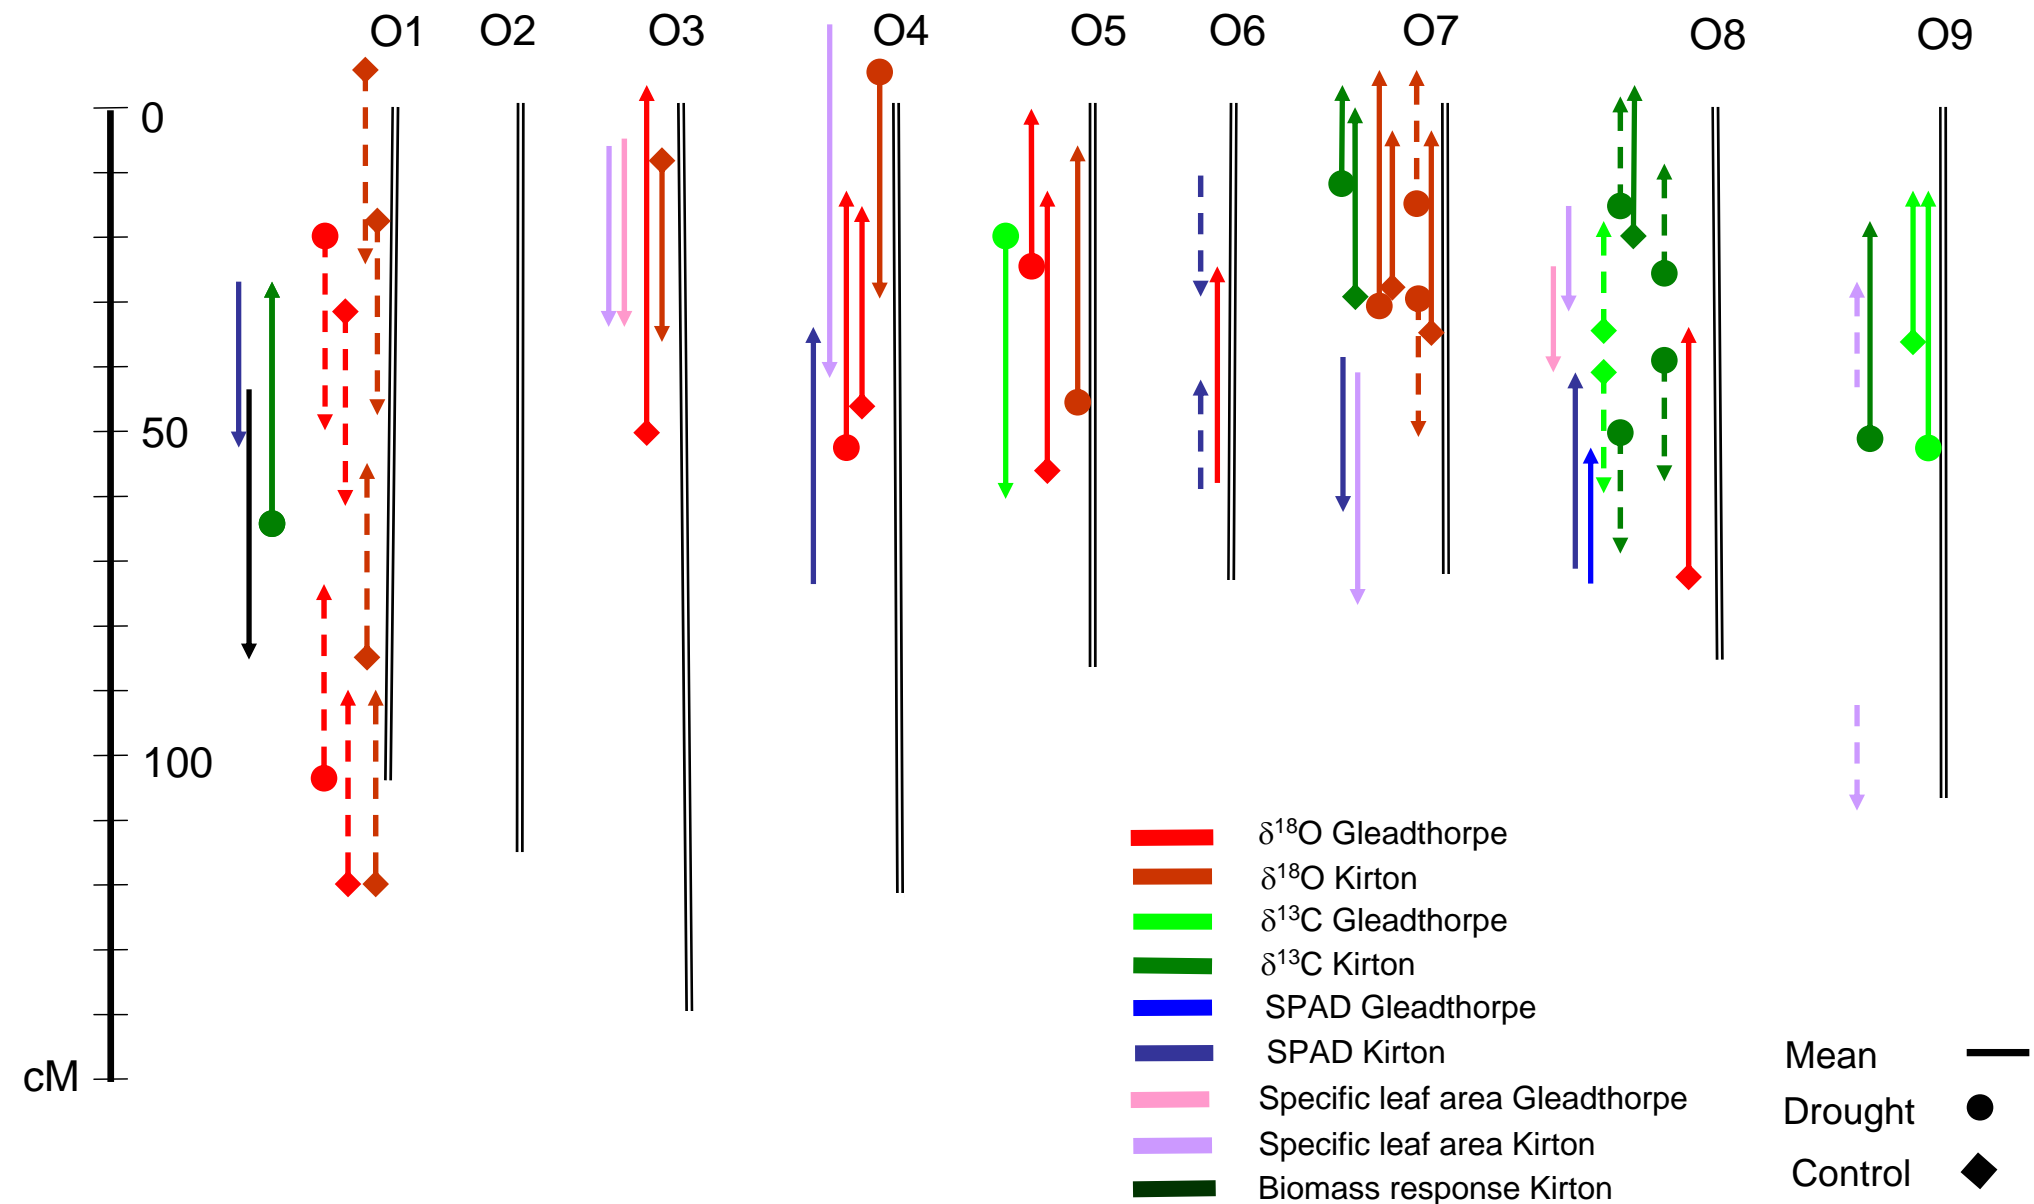 O1 O2 O3 O4 O5 O6 O7 O8 O9
0
50
100
cM
δ18O Gleadthorpe
δ18O Kirton
δ13C Gleadthorpe
δ13C Kirton
SPAD Gleadthorpe
SPAD Kirton
Specific leaf area Gleadthorpe
Specific leaf area Kirton
Biomass response Kirton
Mean
Drought
Control